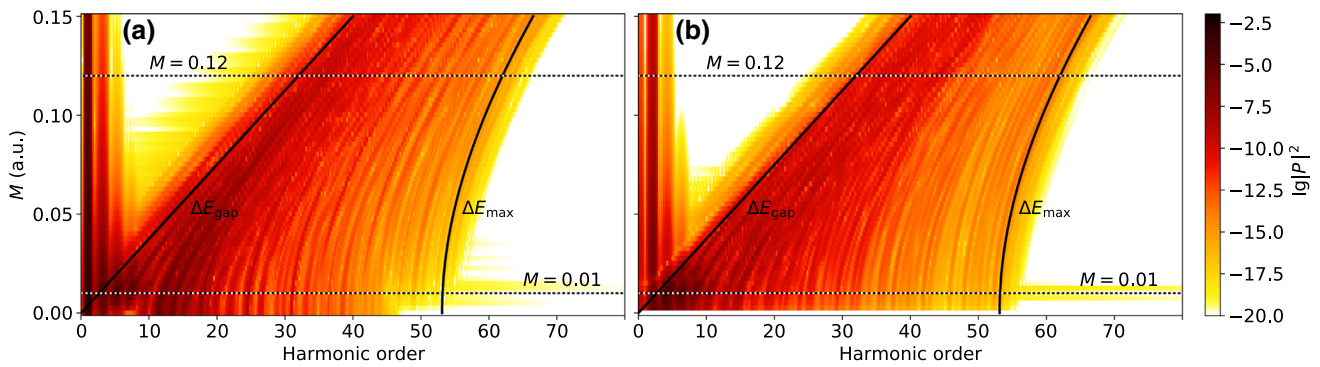 (a)
(b)
M = 0.12
M = 0.12
ΔE_gap
ΔE_max
ΔE_gap
ΔE_max
M = 0.01
M = 0.01
M (a.u.)
0.15
0.10
0.05
0.00
0 10 20 30 40 50 60 70
0 10 20 30 40 50 60 70
Harmonic order
Harmonic order
−2.5
−5.0
−7.5
−10.0
−12.5
−15.0
−17.5
−20.0
lg|P|²